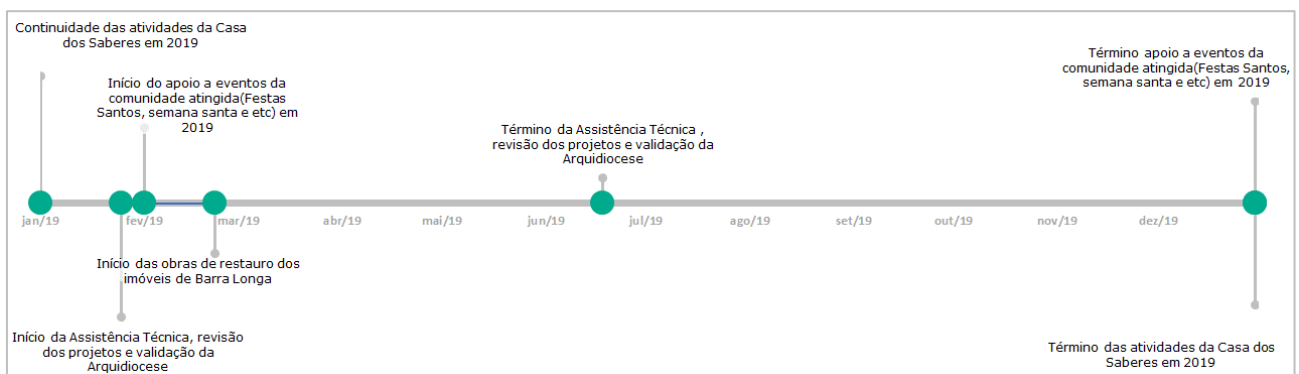 Continuidade das atividades da Casa
dos Saberes em 2019
Início do apoio a eventos da
comunidade atingida(Festas
Santos, semana santa e etc) em
2019
Término da Assistência Técnica ,
revisão dos projetos e validação da
Arquidiocese
Término apoio a eventos da
comunidade atingida(Festas Santos,
semana santa e etc) em 2019
jan/19 fev/19 mar/19 abr/19 mai/19 jun/19 jul/19 ago/19 set/19 out/19 nov/19 dez/19
Início das obras de restauro dos
imóveis de Barra Longa
Início da Assistência Técnica, revisão
dos projetos e validação da
Arquidiocese
Término das atividades da Casa dos
Saberes em 2019